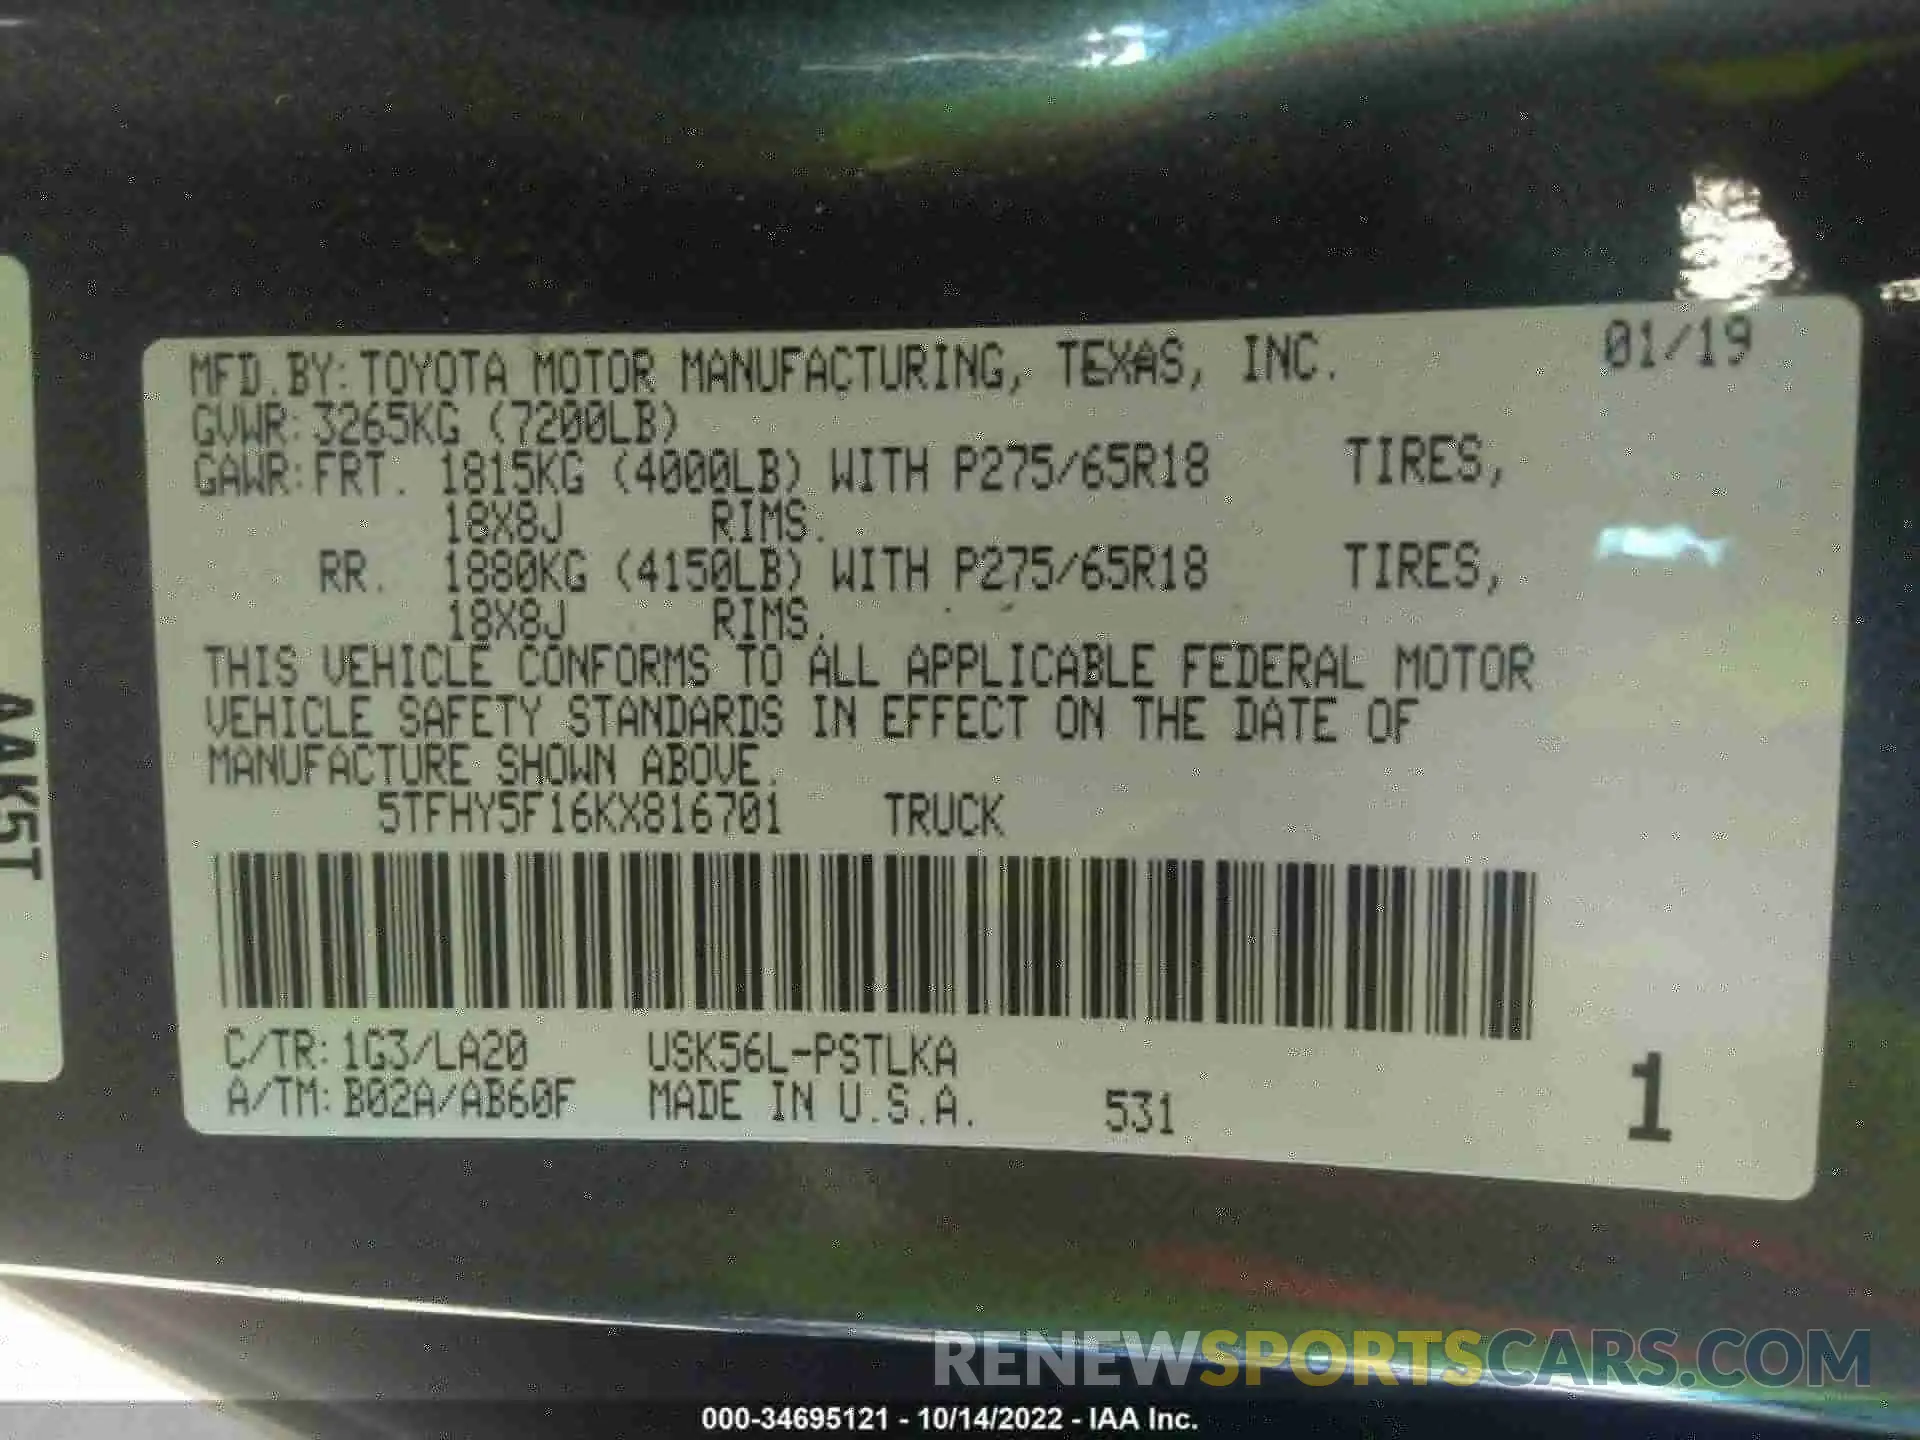 MFD.BY: TOYOTA MOTOR MANUFACTURING, TEXAS, INC. 01/19
GVWR: 3265KG (7200LB)
GAWR: FRT. 1815KG (4000LB) WITH P275/65R18 TIRES,
18X8J RIMS.
RR. 1880KG (4150LB) WITH P275/65R18 TIRES,
18X8J RIMS.
THIS VEHICLE CONFORMS TO ALL APPLICABLE FEDERAL MOTOR
VEHICLE SAFETY STANDARDS IN EFFECT ON THE DATE OF
MANUFACTURE SHOWN ABOVE.
5TFHY5F16KX816701 TRUCK
C/TR: 1G3/LA20 USK56L-PSTLKA
A/TM: B02A/AB60F MADE IN U.S.A. 531 1
AAK5T
RENEWSPORTSCARS.COM
000-34695121 - 10/14/2022 - IAA Inc.